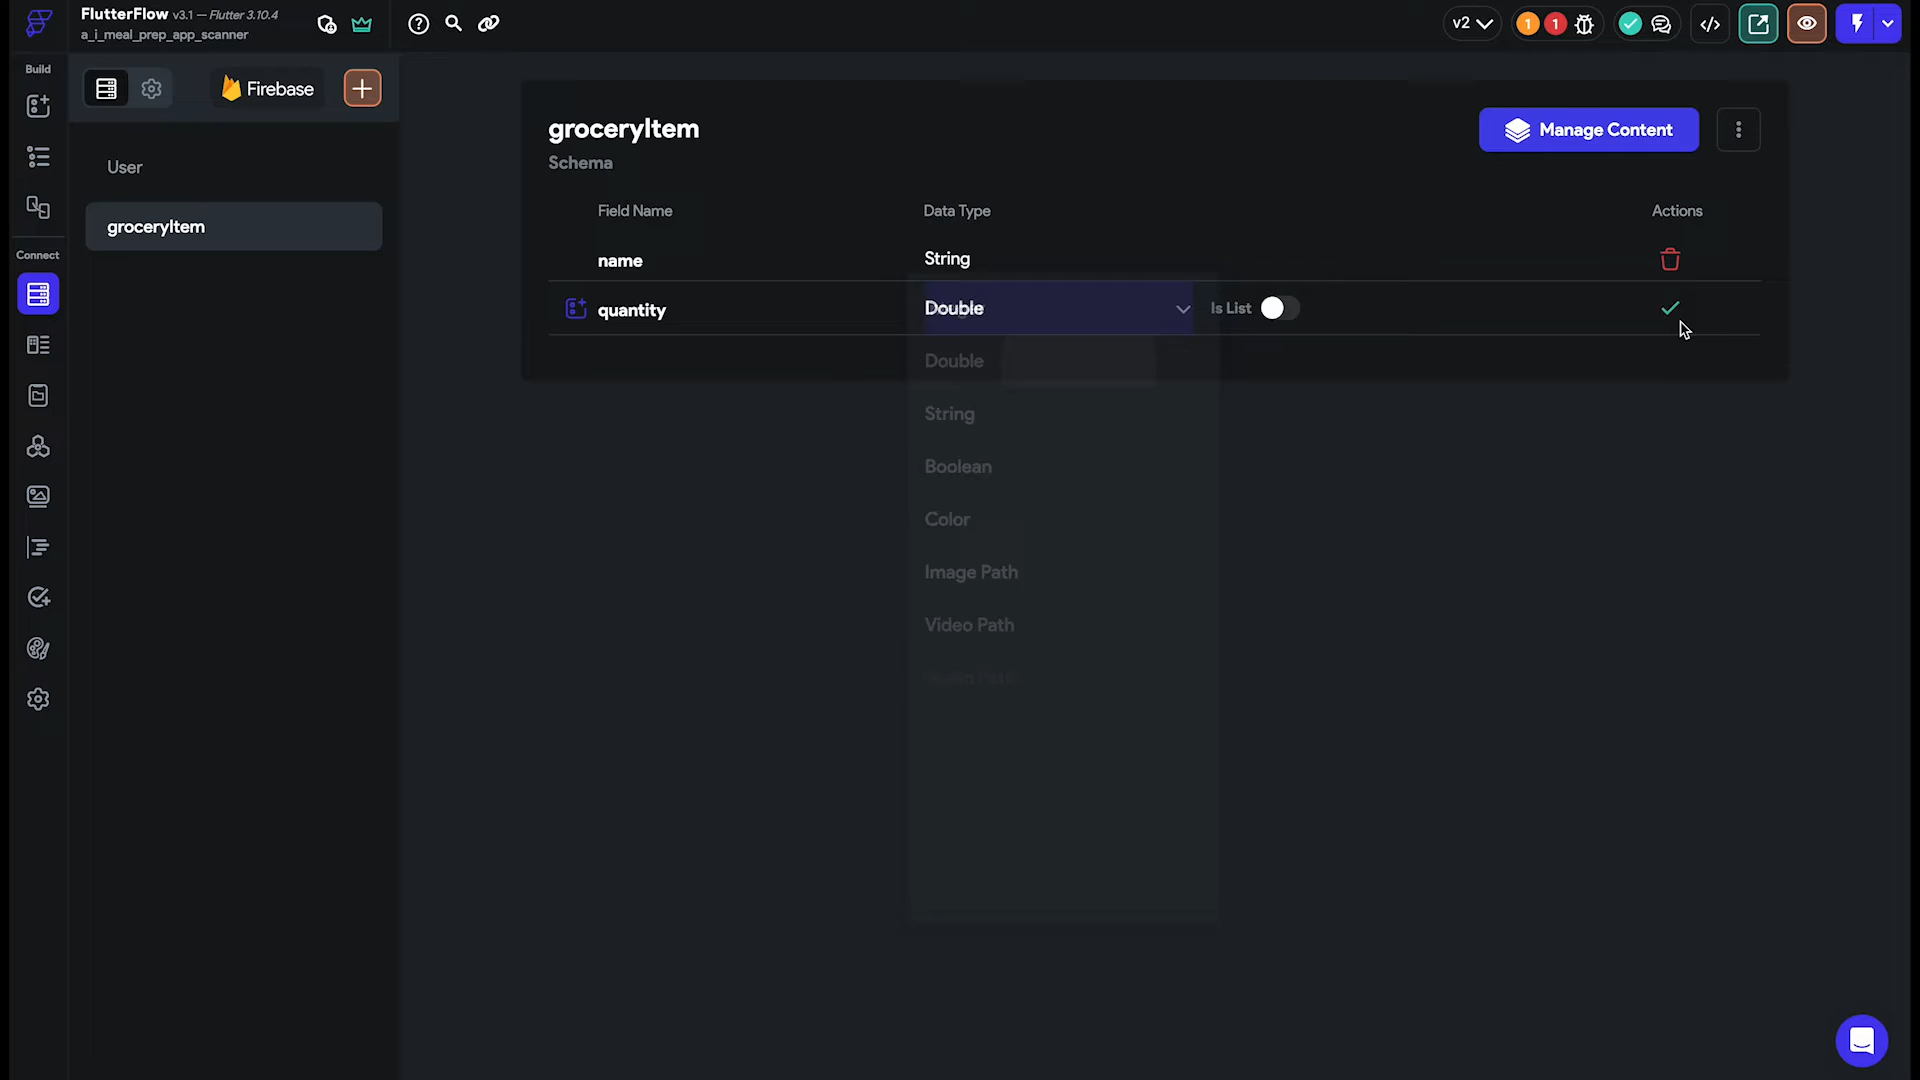 FlutterFlow v3.1 — Flutter 3.10.4
a_i_meal_prep_app_scanner
v2
1
1
Build
Firebase
User
groceryItem
Connect
groceryItem
Schema
Manage Content
Field Name
Data Type
Actions
name
String
quantity
Double
Is List
Double
String
Boolean
Color
Image Path
Video Path